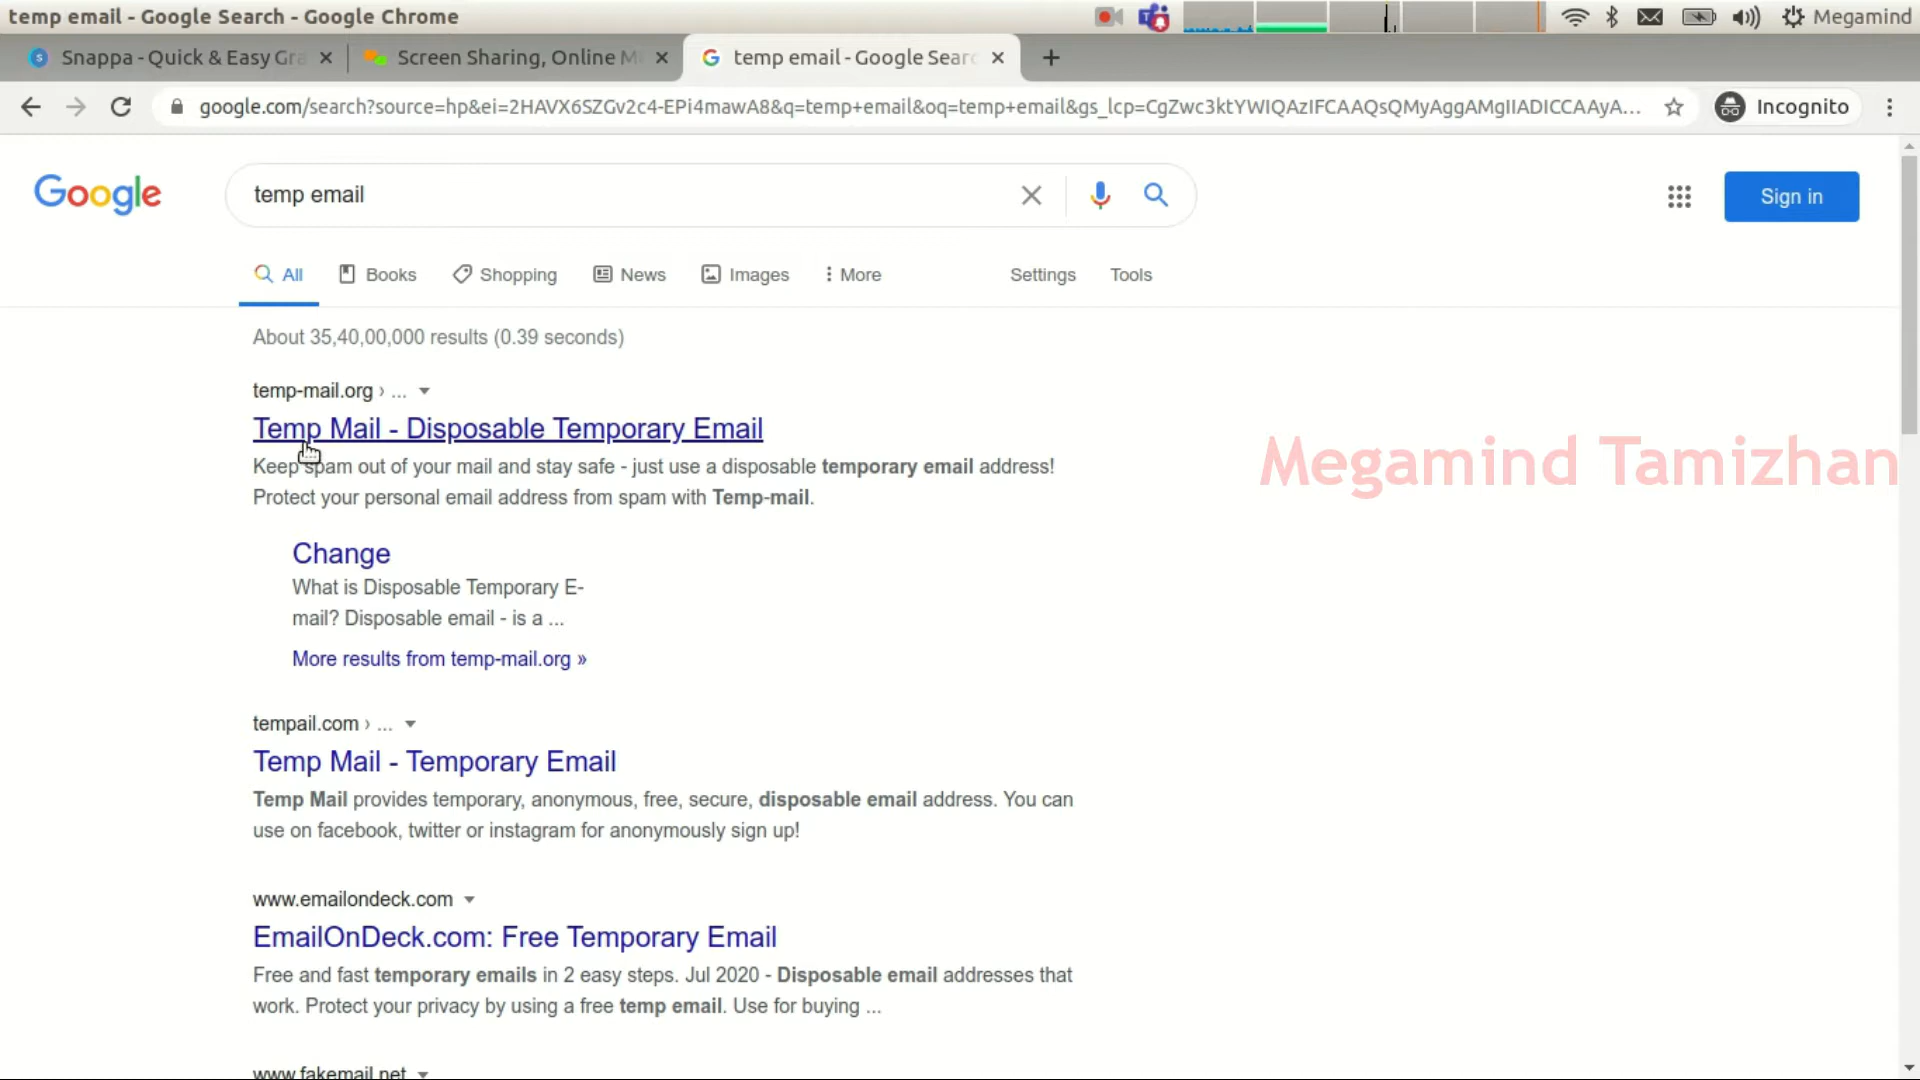 temp email - Google Search - Google Chrome
Megamind
Snappa - Quick & Easy Gra
Screen Sharing, Online M
temp email - Google Searc
google.com/search?source=hp&ei=2HAVX6SZGv2c4-EPi4mawA8&q=temp+email&oq=temp+email&gs_lcp=CgZwc3ktYWIQAzIFCAAQsQMyAggAMgIIADICCAAyA...
Incognito
Google
temp email
Sign in
All
Books
Shopping
News
Images
More
Settings
Tools
About 35,40,00,000 results (0.39 seconds)
temp-mail.org › ...
Temp Mail - Disposable Temporary Email
Keep spam out of your mail and stay safe - just use a disposable temporary email address!
Protect your personal email address from spam with Temp-mail.
Megamind Tamizhan
Change
What is Disposable Temporary E-
mail? Disposable email - is a ...
More results from temp-mail.org »
tempail.com › ...
Temp Mail - Temporary Email
Temp Mail provides temporary, anonymous, free, secure, disposable email address. You can
use on facebook, twitter or instagram for anonymously sign up!
www.emailondeck.com
EmailOnDeck.com: Free Temporary Email
Free and fast temporary emails in 2 easy steps. Jul 2020 - Disposable email addresses that
work. Protect your privacy by using a free temp email. Use for buying ...
www.fakemail.net